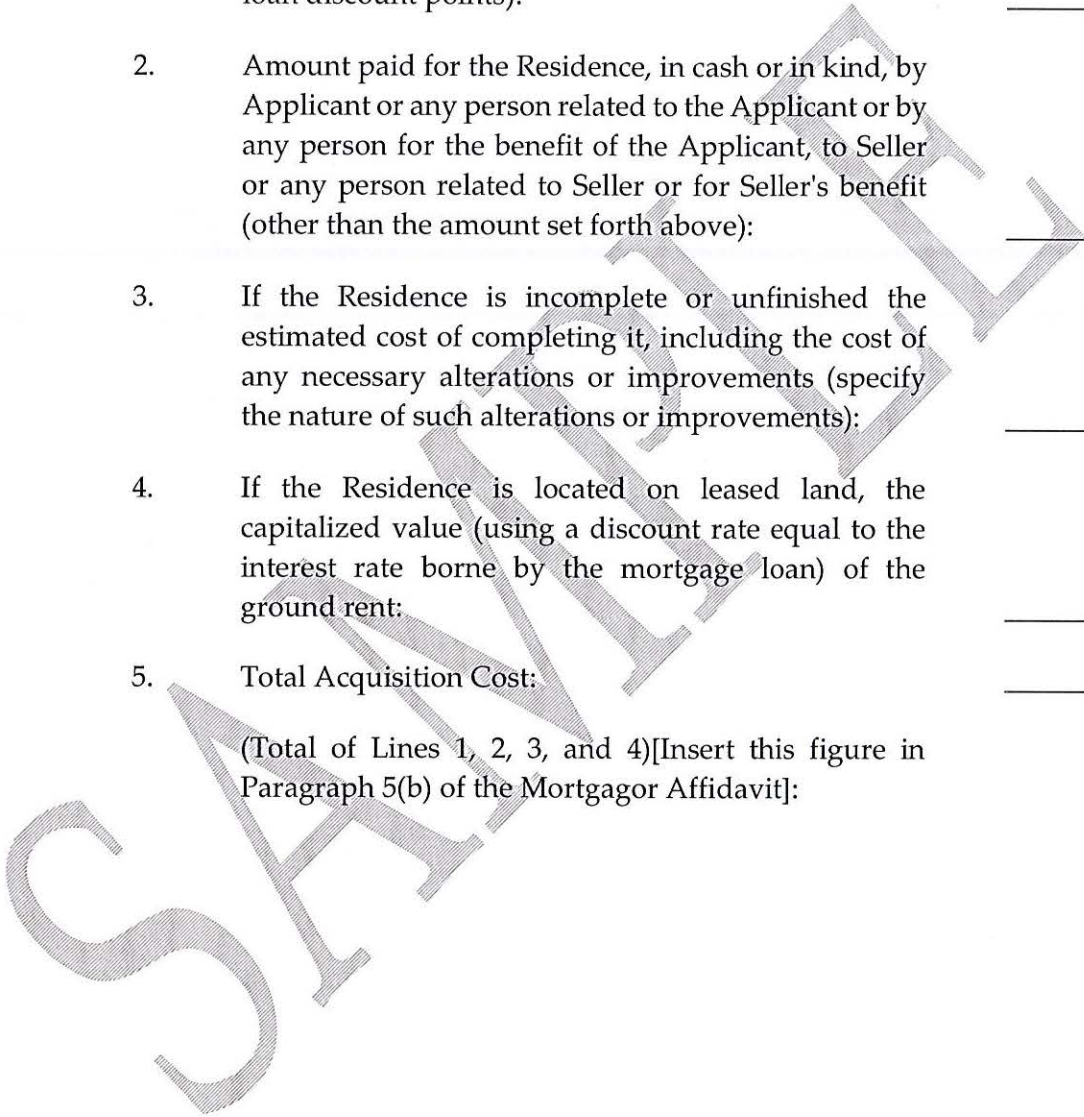 loan discount points):
2. Amount paid for the Residence, in cash or in kind, by
Applicant or any person related to the Applicant or by
any person for the benefit of the Applicant, to Seller
or any person related to Seller or for Seller's benefit
(other than the amount set forth above):
3. If the Residence is incomplete or unfinished the
estimated cost of completing it, including the cost of
any necessary alterations or improvements (specify
the nature of such alterations or improvements):
4. If the Residence is located on leased land, the
capitalized value (using a discount rate equal to the
interest rate borne by the mortgage loan) of the
ground rent:
5. Total Acquisition Cost:
(Total of Lines 1, 2, 3, and 4)[Insert this figure in
Paragraph 5(b) of the Mortgagor Affidavit]:
SAMPLE